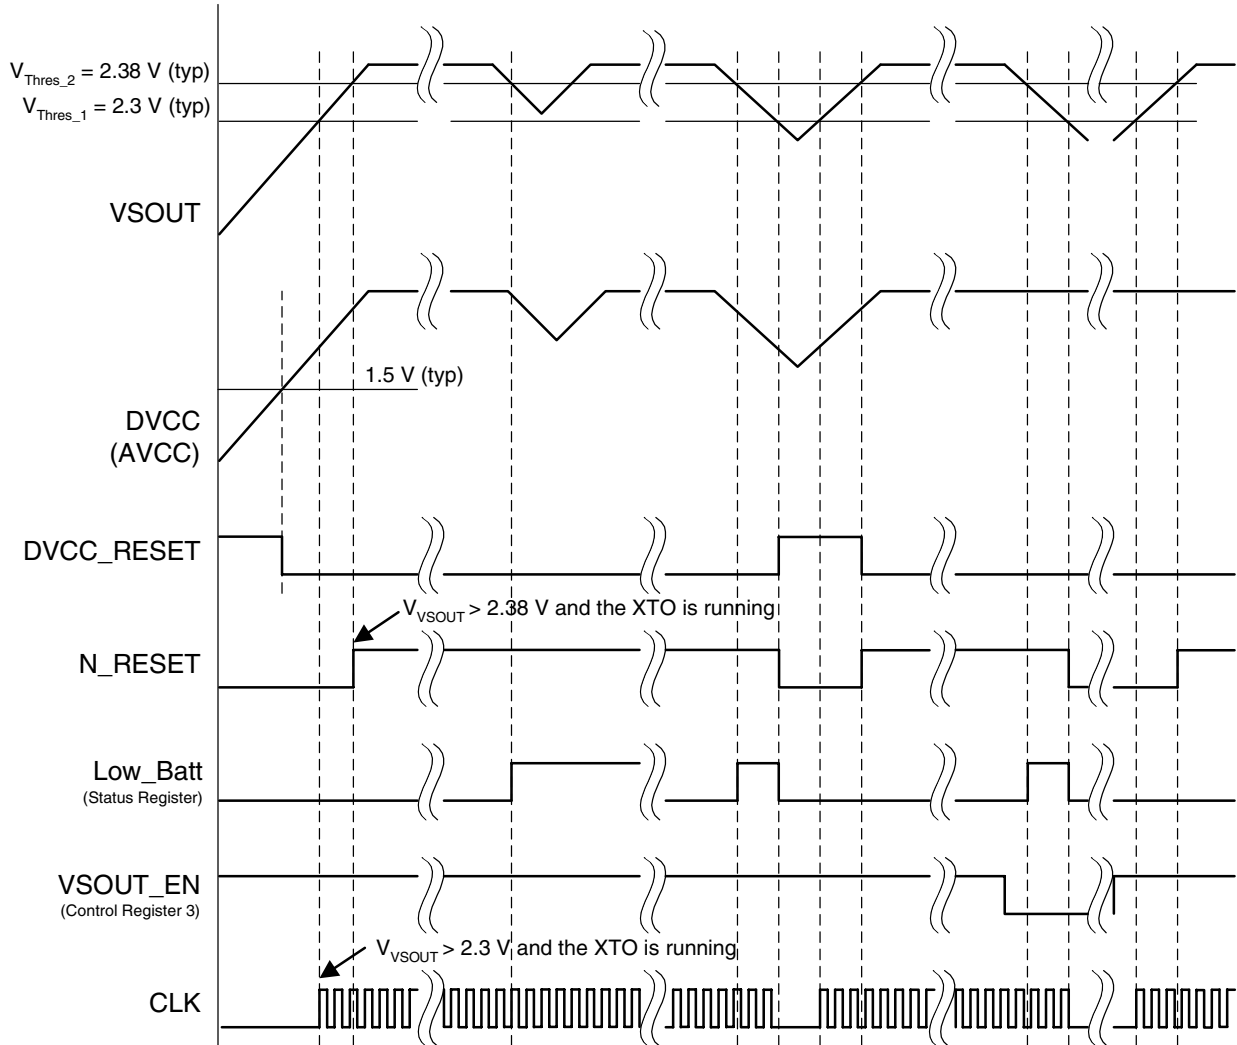 V_Thres_2 = 2.38 V (typ)
V_Thres_1 = 2.3 V (typ)
VSOUT
1.5 V (typ)
DVCC
(AVCC)
DVCC_RESET
V_VSOUT > 2.38 V and the XTO is running
N_RESET
Low_Batt
(Status Register)
VSOUT_EN
(Control Register 3)
V_VSOUT > 2.3 V and the XTO is running
CLK